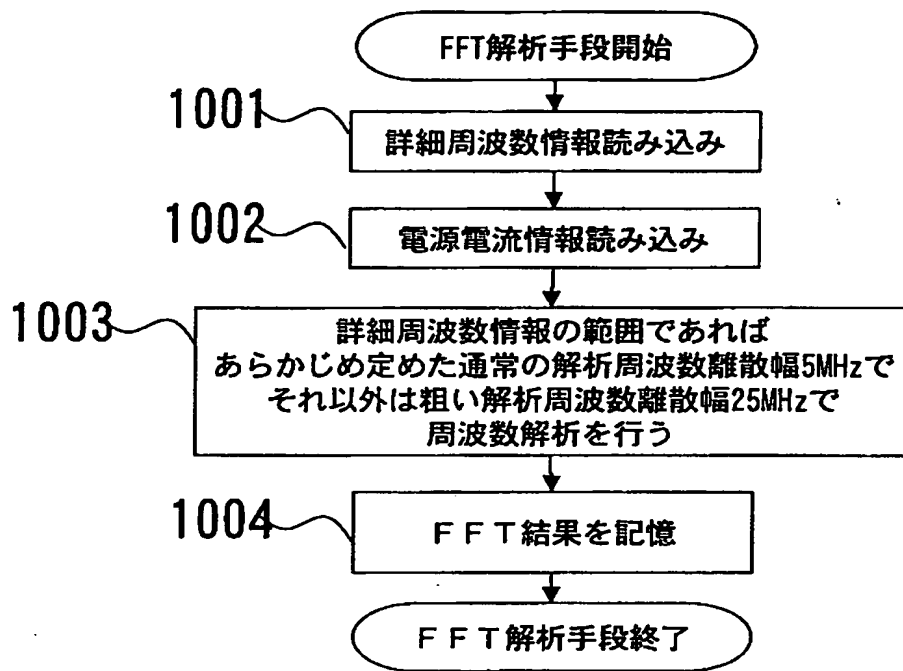 FFT解析手段開始
1001
詳細周波数情報読み込み
1002
電源電流情報読み込み
1003
詳細周波数情報の範囲であれば
あらかじめ定めた通常の解析周波数離散幅5MHzで
それ以外は粗い解析周波数離散幅25MHzで
周波数解析を行う
1004
ＦＦＴ結果を記憶
ＦＦＴ解析手段終了